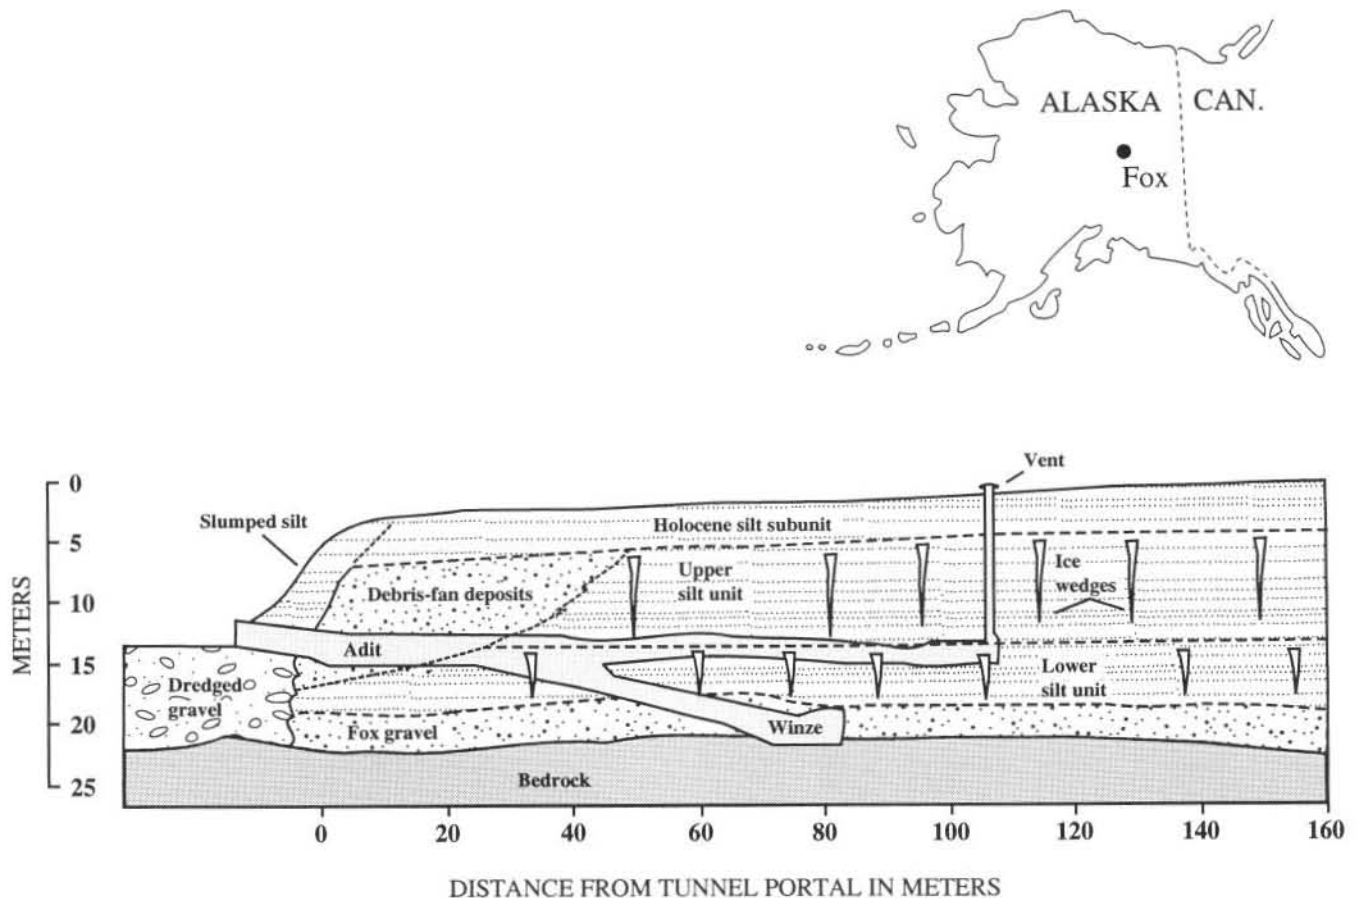 ALASKA
CAN.
Fox
Vent
0
5
10
15
20
25
METERS
Slumped silt
Holocene silt subunit
Upper
silt unit
Ice
wedges
Debris-fan deposits
Adit
Lower
silt unit
Dredged
gravel
Fox gravel
Winze
Bedrock
0
20
40
60
80
100
120
140
160
DISTANCE FROM TUNNEL PORTAL IN METERS